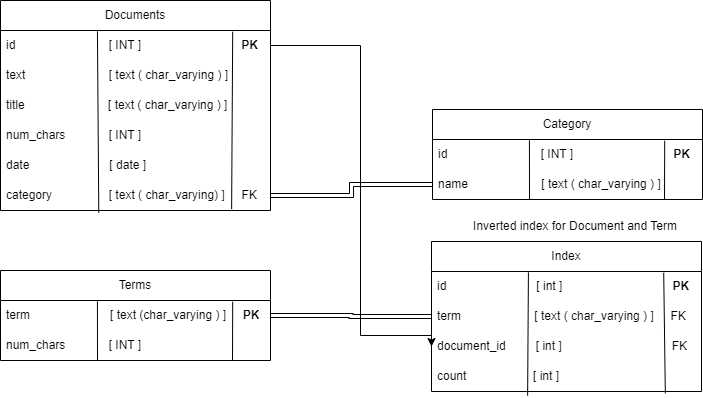 Documents
id [ INT ] PK
text [ text ( char_varying ) ]
title [ text ( char_varying ) ]
num_chars [ INT ]
date [ date ]
category [ text ( char_varying) ] FK
Category
id [ INT ] PK
name [ text ( char_varying ) ]
Inverted index for Document and Term
Index
id [ int ] PK
term [ text ( char_varying ) ] FK
document_id [ int ] FK
count [ int ]
Terms
term [ text (char_varying ) ] PK
num_chars [ INT ]